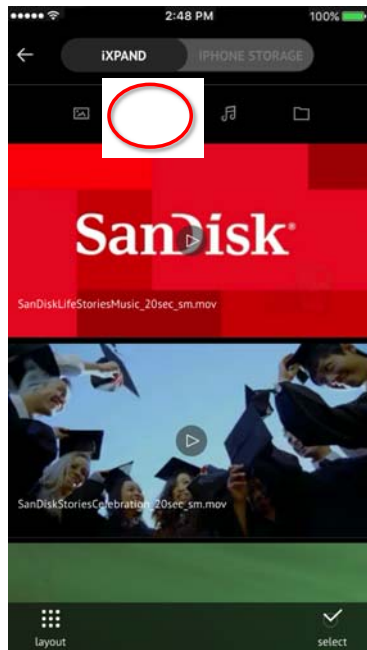 2:48 PM
100%
iXPAND
IPHONE STORAGE
SanDisk®
SanDiskLifeStoriesMusic_20sec_sm.mov
SanDiskStoriesCelebration_20sec_sm.mov
layout
select